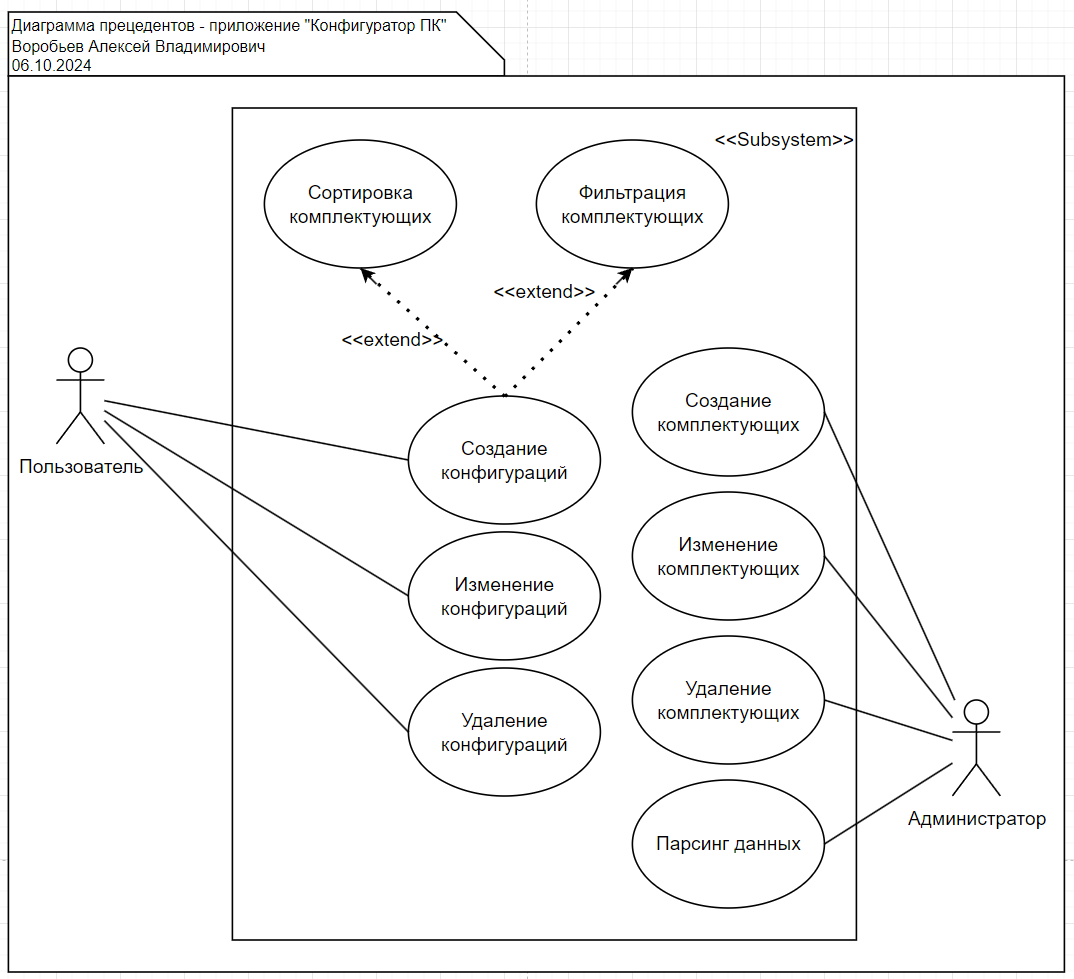 Диаграмма прецедентов - приложение "Конфигуратор ПК"
Воробьев Алексей Владимирович
06.10.2024
<<Subsystem>>
Сортировка
комплектующих
Фильтрация
комплектующих
<<extend>>
<<extend>>
Пользователь
Создание
конфигураций
Создание
комплектующих
Изменение
конфигураций
Изменение
комплектующих
Удаление
конфигураций
Удаление
комплектующих
Парсинг данных
Администратор